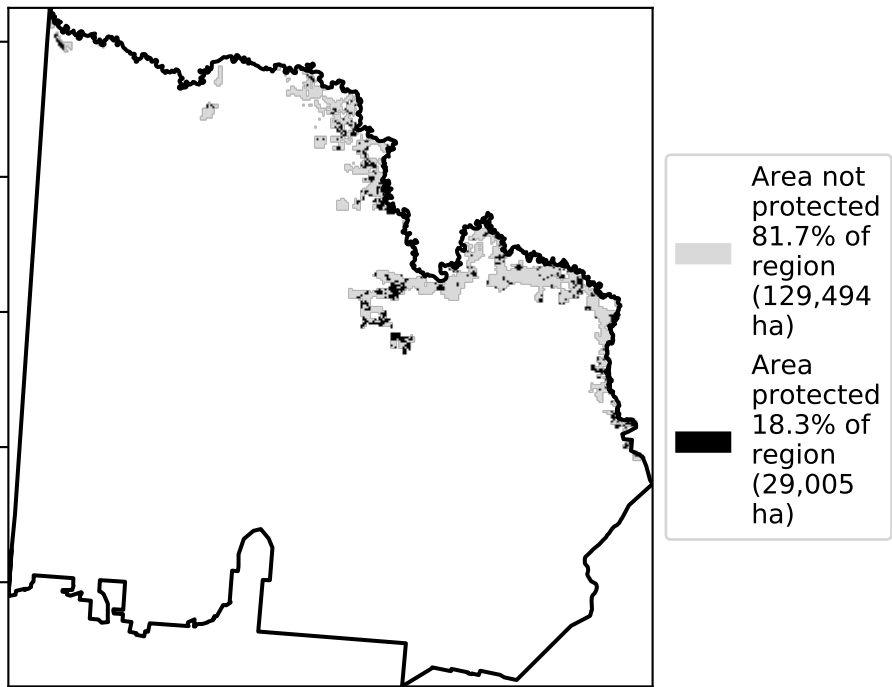 Area not
protected
81.7% of
region
(129,494
ha)
Area
protected
18.3% of
region
(29,005
ha)